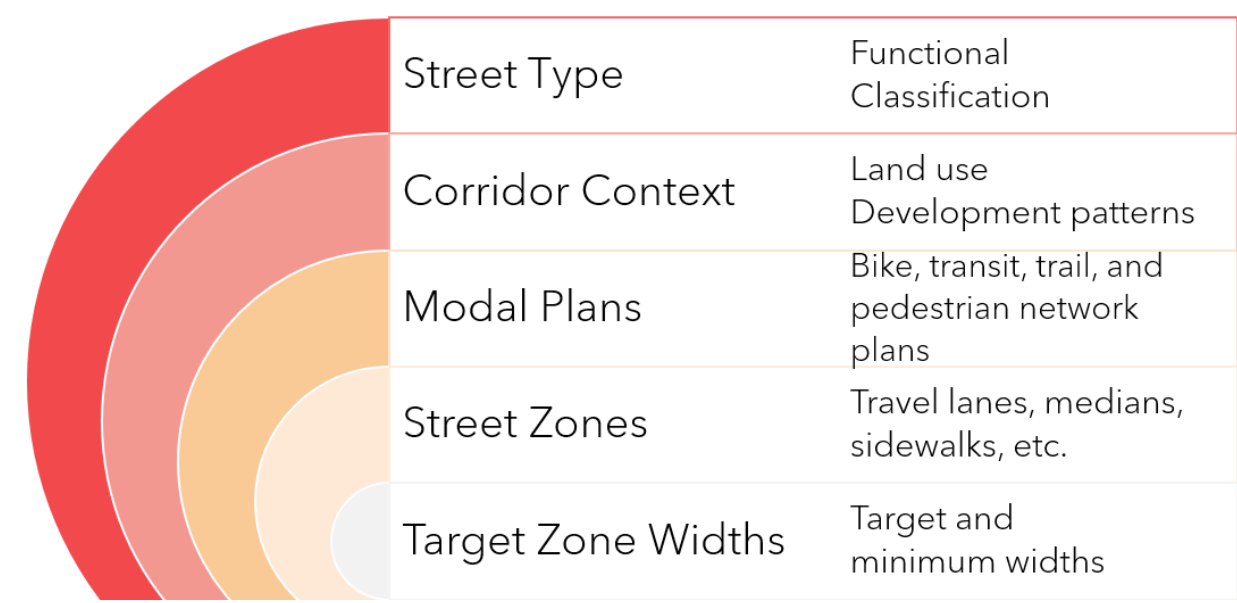 Street Type
Functional
Classification
Corridor Context
Land use
Development patterns
Modal Plans
Bike, transit, trail, and
pedestrian network
plans
Street Zones
Travel lanes, medians,
sidewalks, etc.
Target Zone Widths
Target and
minimum widths